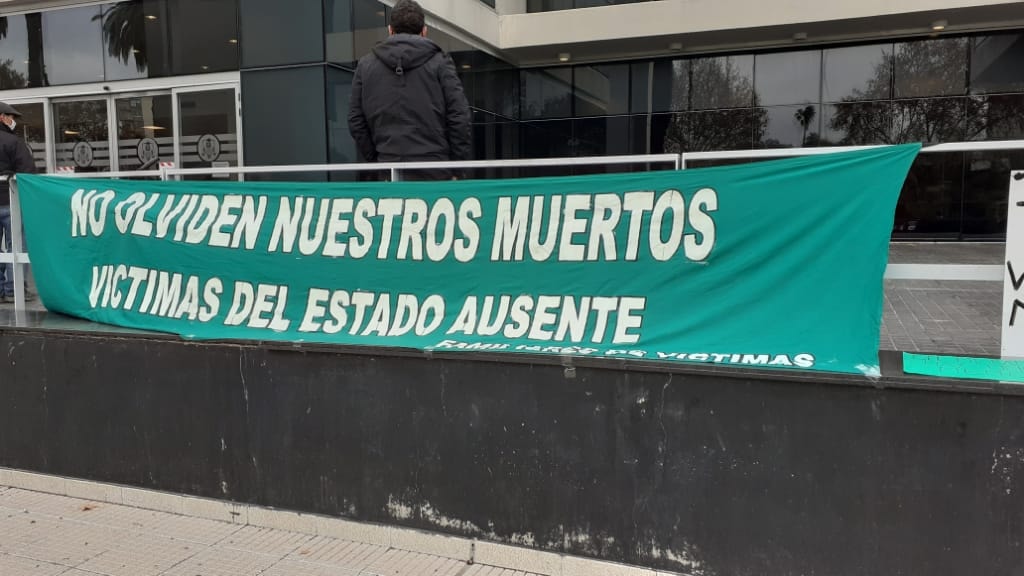 NO OLVIDEN NUESTROS MUERTOS
VICTIMAS DEL ESTADO AUSENTE
VICTIMAS